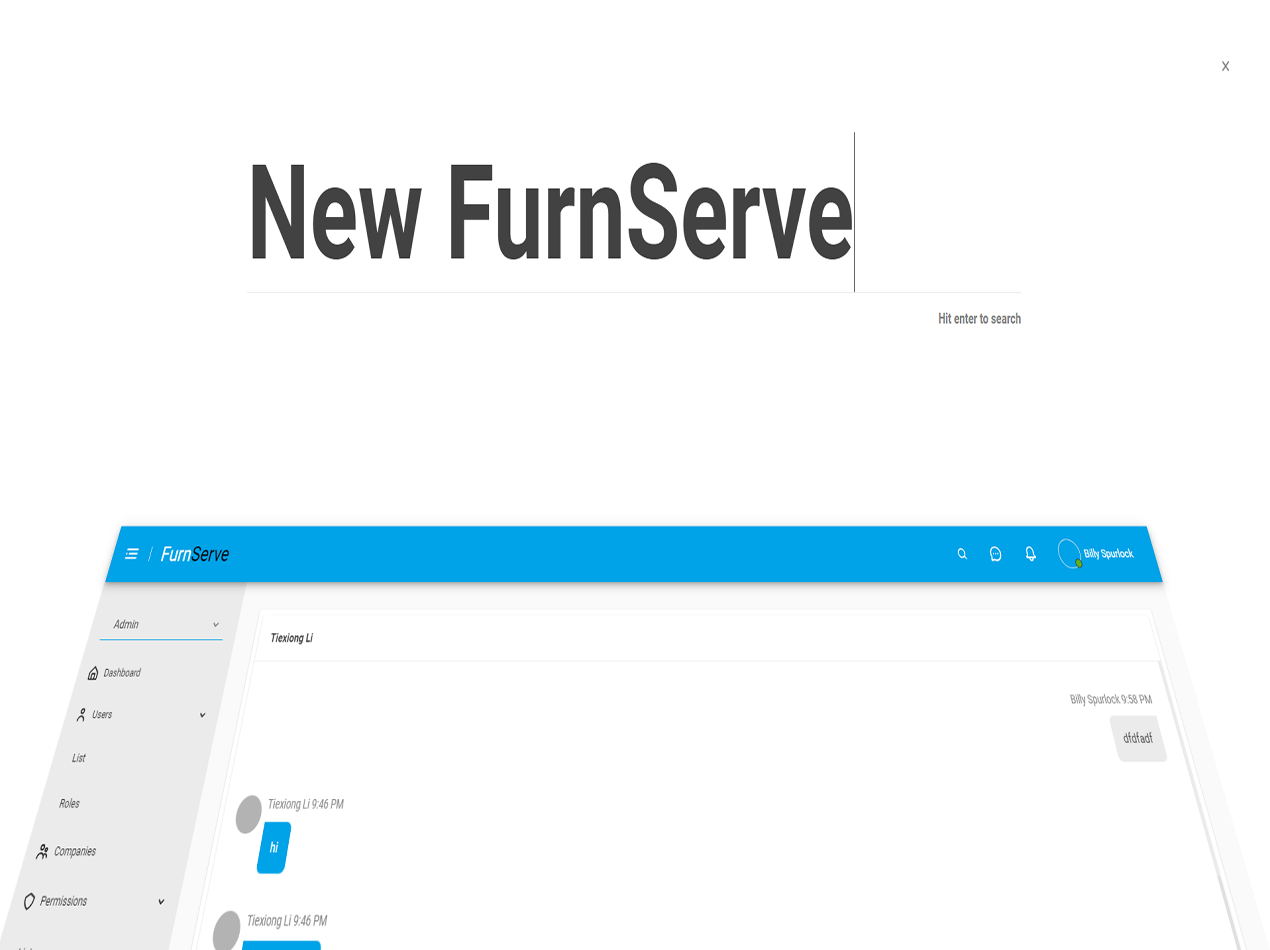 x
New FurnServe
Hit enter to search
FurnServe
Billy Spurlock
Admin
Tiexiong Li
Dashboard
Billy Spurlock 9:58 PM
Users
dfdfadf
List
Roles
Tiexiong Li 9:46 PM
hi
Companies
Permissions
Tiexiong Li 9:46 PM